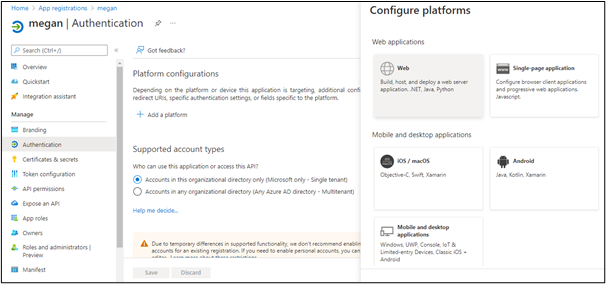 Home > App registrations > megan
megan | Authentication
Search (Ctrl+/)
Overview
Quickstart
Integration assistant
Manage
Branding
Authentication
Certificates & secrets
Token configuration
API permissions
Expose an API
App roles
Owners
Roles and administrators |
Preview
Manifest
Got feedback?
Platform configurations
Depending on the platform or device this application is targeting, additional confi
redirect URIs, specific authentication settings, or fields specific to the platform.
+ Add a platform
Supported account types
Who can use this application or access this API?
Accounts in this organizational directory only (Microsoft only - Single tenant)
Accounts in any organizational directory (Any Azure AD directory - Multitenant)
Help me decide...
Due to temporary differences in supported functionality, we don't recommend enablin
accounts for an existing registration. If you need to enable personal accounts, you can
Save
Discard
Configure platforms
Web applications
Web
Build, host, and deploy a web server
application. .NET, Java, Python
Single-page application
Configure browser client applications
and progressive web applications.
Javascript.
Mobile and desktop applications
iOS / macOS
Objective-C, Swift, Xamarin
Android
Java, Kotlin, Xamarin
Mobile and desktop
applications
Windows, UWP, Console, IoT &
Limited-entry Devices, Classic iOS +
Android